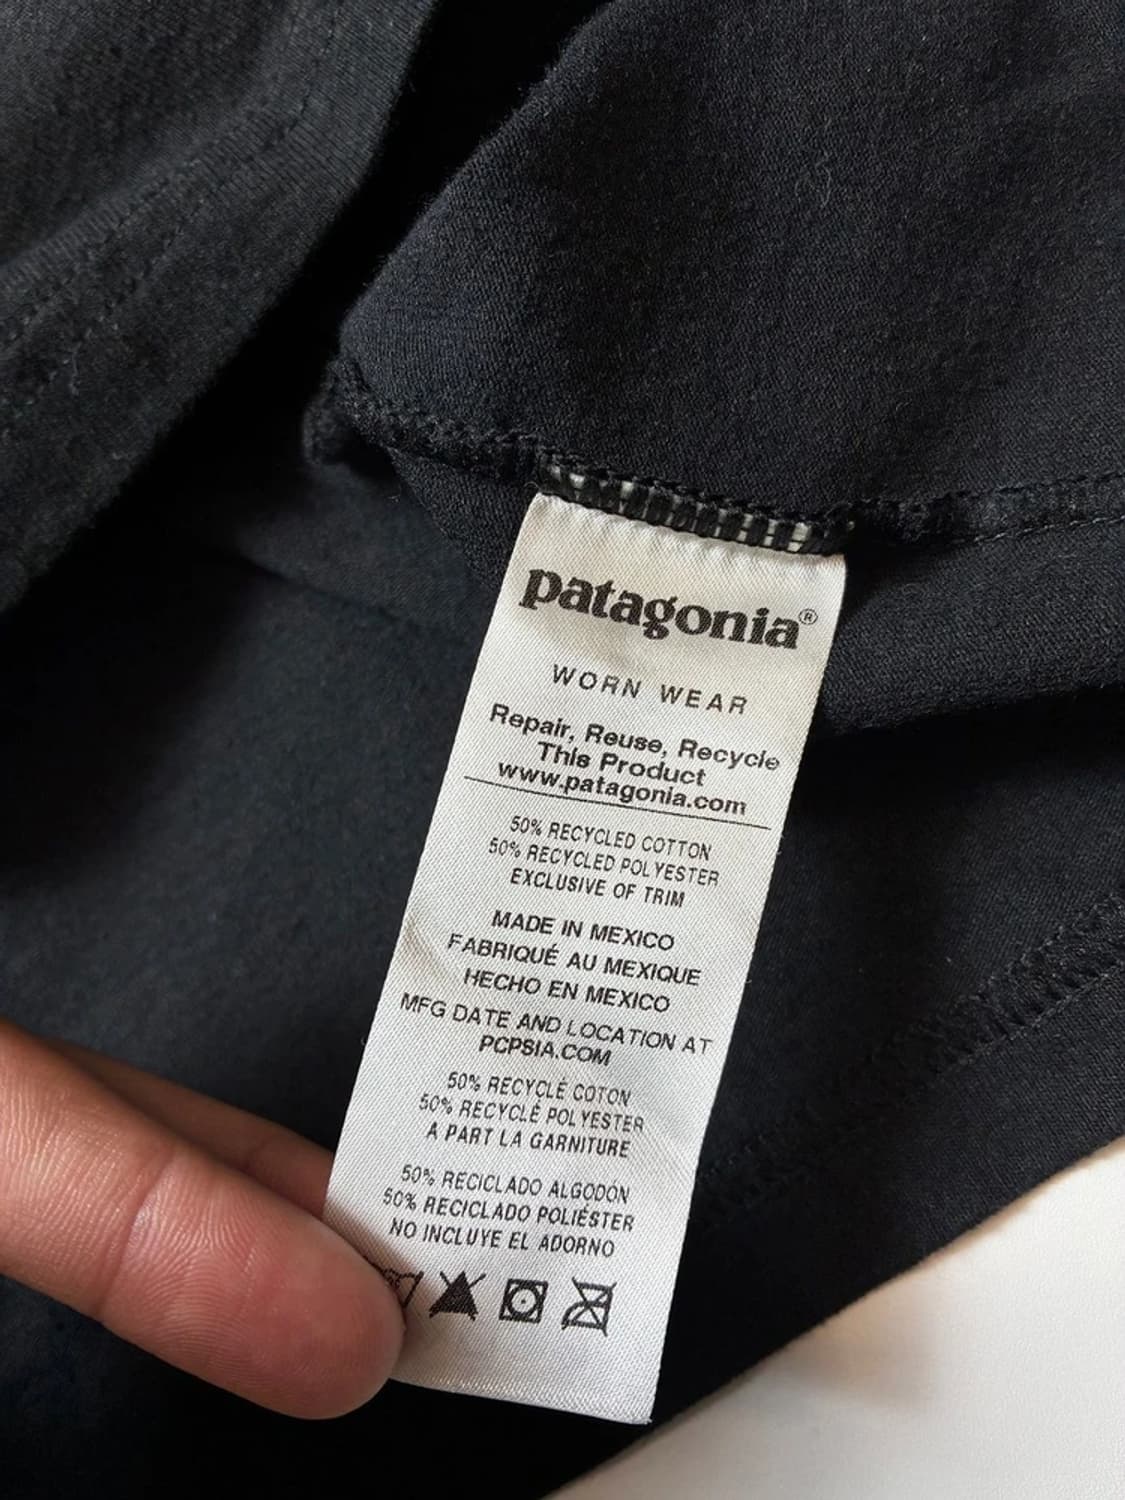 patagonia®
WORN WEAR
Repair, Reuse, Recycle
This Product
www.patagonia.com
50% RECYCLED COTTON
50% RECYCLED POLYESTER
EXCLUSIVE OF TRIM
MADE IN MEXICO
FABRIQUÉ AU MEXIQUE
HECHO EN MEXICO
MFG DATE AND LOCATION AT
PCPSIA.COM
50% RECYCLÉ COTON
50% RECYCLÉ POLYESTER
A PART LA GARNITURE
50% RECICLADO ALGODÓN
50% RECICLADO POLIÉSTER
NO INCLUYE EL ADORNO